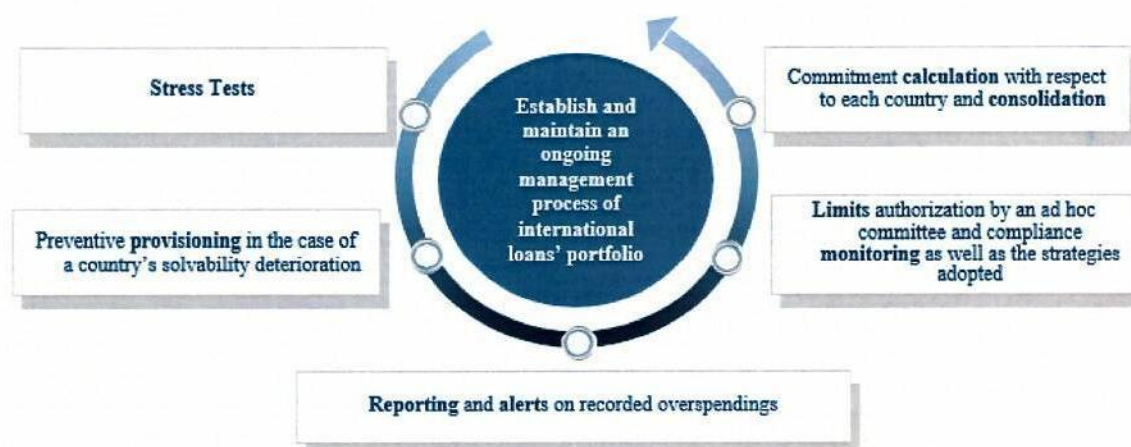 Stress Tests
Establish and
maintain an
ongoing
management
process of
international
loans' portfolio
Commitment calculation with respect
to each country and consolidation
Preventive provisioning in the case of
a country's solvability deterioration
Limits authorization by an ad hoc
committee and compliance
monitoring as well as the strategies
adopted
Reporting and alerts on recorded overspendings